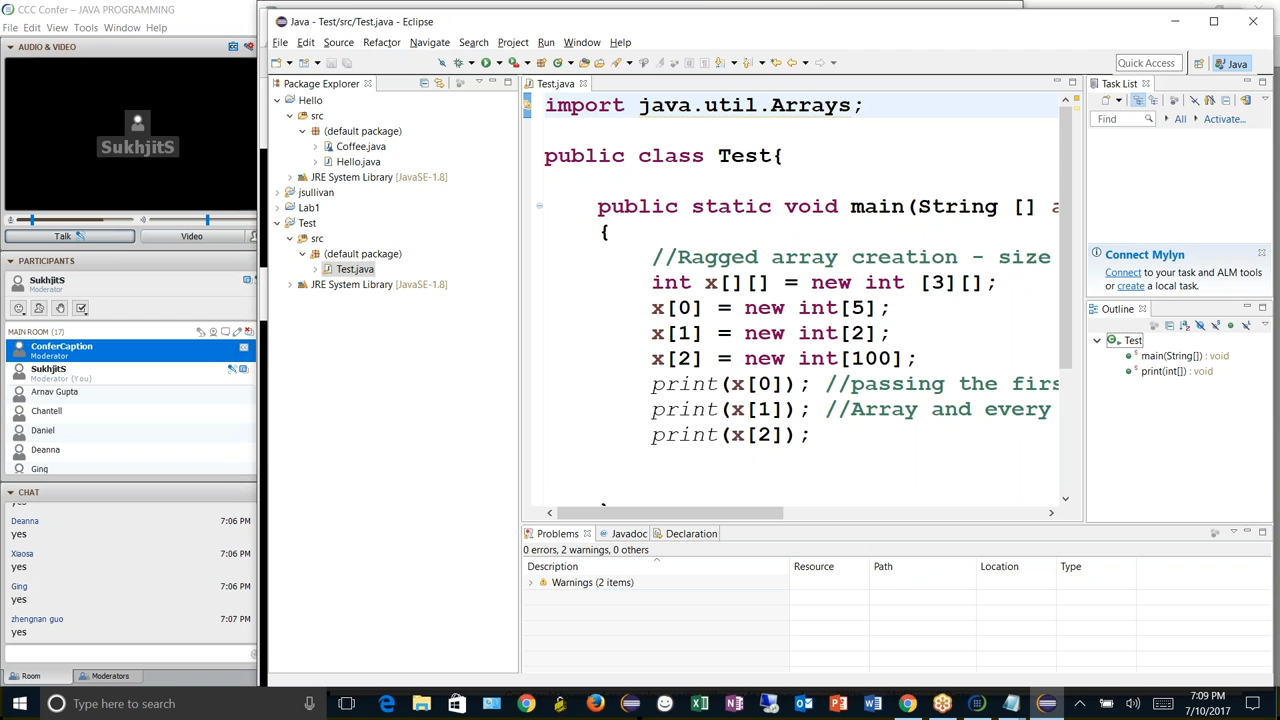 CCC Confer – JAVA PROGRAMMING
File Edit View Tools Window Help
AUDIO & VIDEO
SukhjitS
Talk
Video
PARTICIPANTS
SukhjitS
Moderator
MAIN ROOM (17)
ConferCaption
Moderator
SukhjitS
Moderator (You)
Arnav Gupta
Chantell
Daniel
Deanna
Ging
CHAT
yes
Deanna 7:06 PM
yes
Xiaosa 7:06 PM
yes
Ging 7:06 PM
yes
zhengnan guo 7:07 PM
yes
Room
Moderators
Java - Test/src/Test.java - Eclipse
File Edit Source Refactor Navigate Search Project Run Window Help
Quick Access
Java
Package Explorer
Hello
src
(default package)
Coffee.java
Hello.java
JRE System Library [JavaSE-1.8]
jsullivan
Lab1
Test
src
(default package)
Test.java
JRE System Library [JavaSE-1.8]
Test.java
import java.util.Arrays;
public class Test{
public static void main(String [] a
{
//Ragged array creation - size
int x[][] = new int [3][];
x[0] = new int[5];
x[1] = new int[2];
x[2] = new int[100];
print(x[0]); //passing the firs
print(x[1]); //Array and every
print(x[2]);
Problems
Javadoc
Declaration
0 errors, 2 warnings, 0 others
Description Resource Path Location Type
Warnings (2 items)
Task List
Find
All
Activate...
Connect Mylyn
Connect to your task and ALM tools
or create a local task.
Outline
Test
main(String[]) : void
print(int[]) : void
Type here to search
7:09 PM
7/10/2017